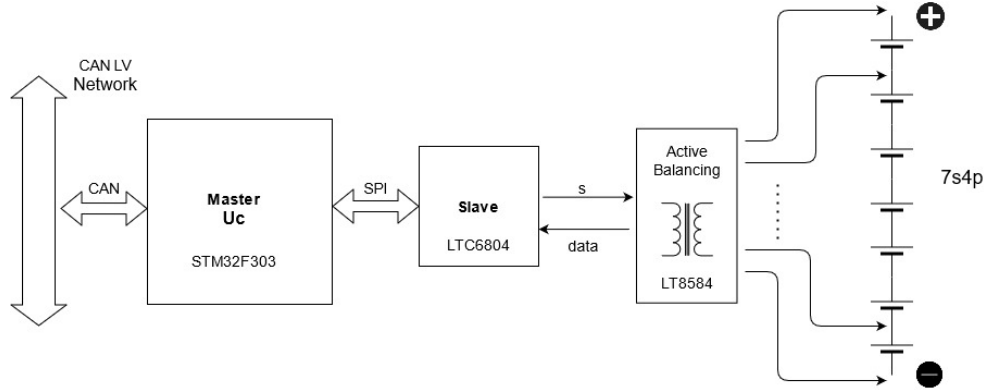 CAN LV
Network
CAN
Master
Uc
STM32F303
SPI
Slave
LTC6804
s
data
Active
Balancing
LT8584
7s4p
+
−